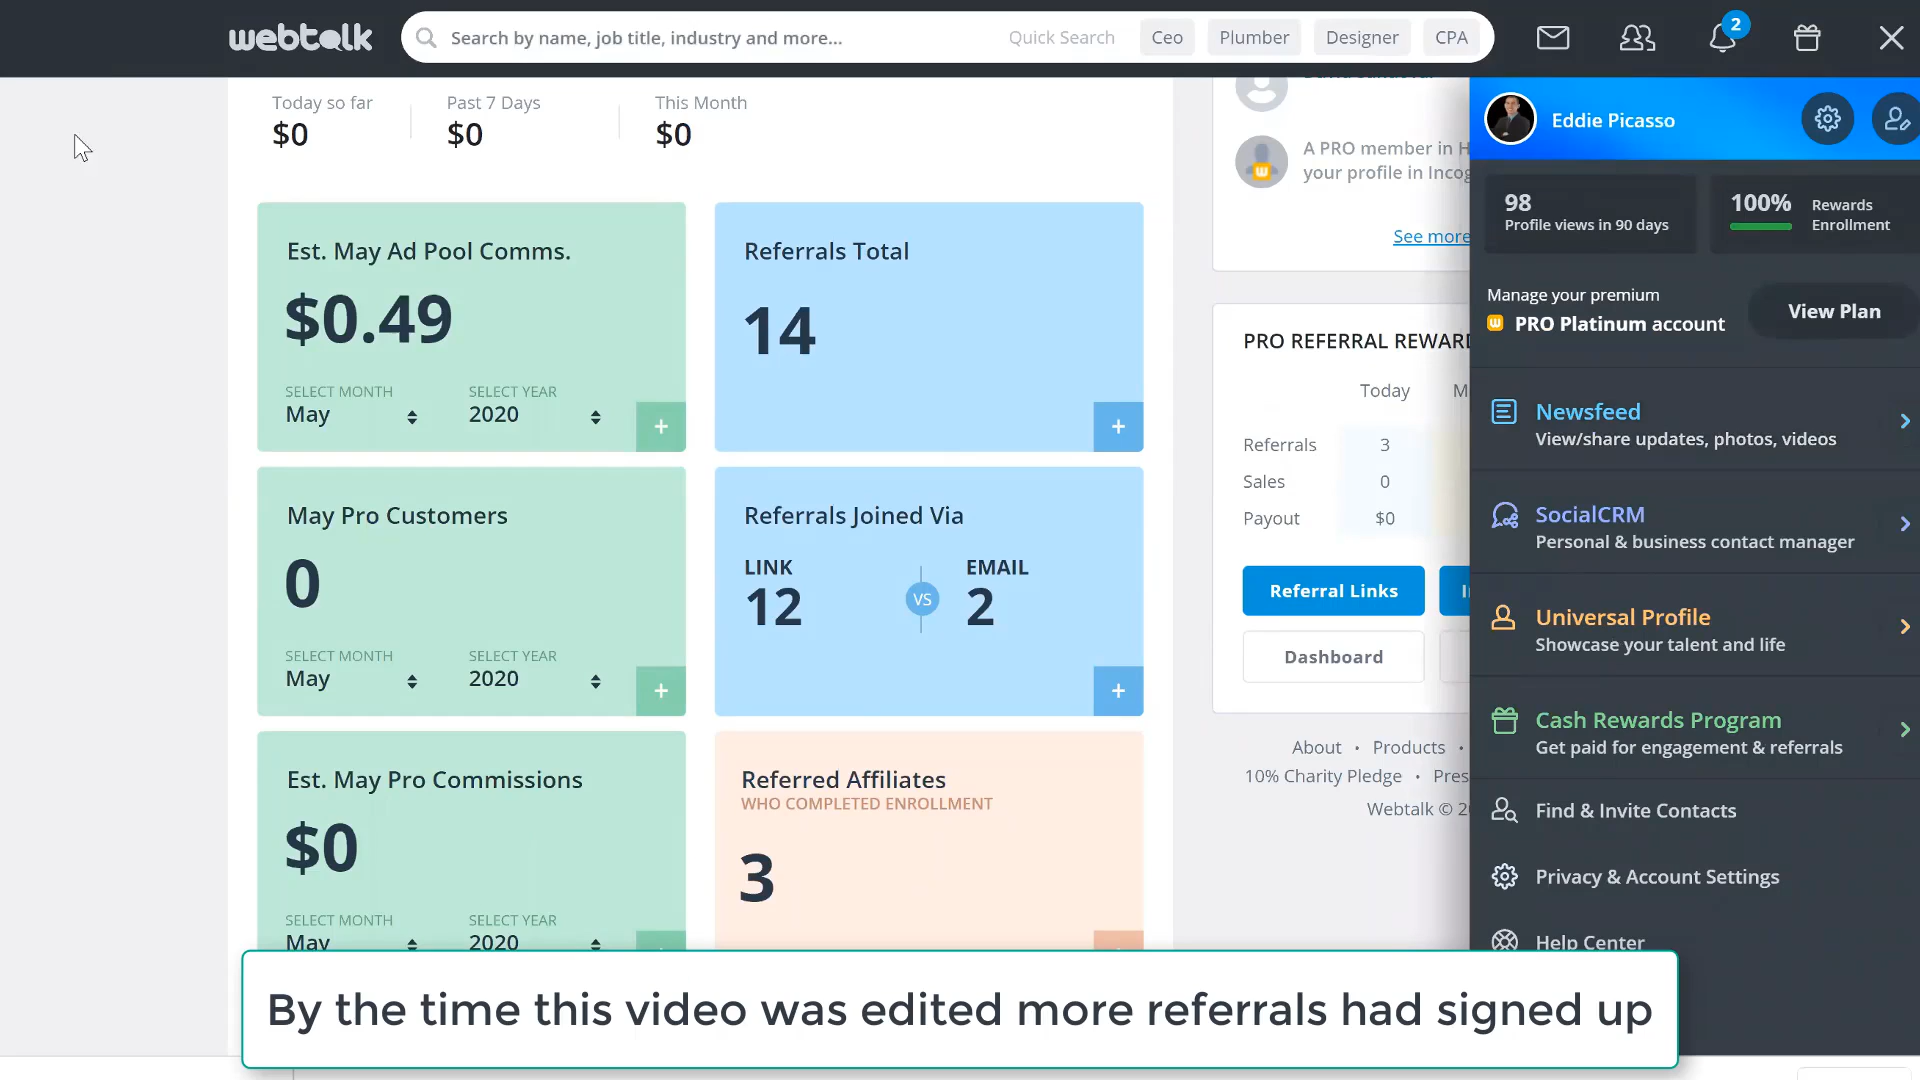 webtalk
Search by name, job title, industry and more...
Quick Search
Ceo
Plumber
Designer
CPA
2
Today so far
$0
Past 7 Days
$0
This Month
$0
Est. May Ad Pool Comms.
$0.49
SELECT MONTH
May
SELECT YEAR
2020
+
Referrals Total
14
+
May Pro Customers
0
SELECT MONTH
May
SELECT YEAR
2020
+
Referrals Joined Via
LINK
12
VS
EMAIL
2
+
Est. May Pro Commissions
$0
SELECT MONTH
May
SELECT YEAR
2020
Referred Affiliates
WHO COMPLETED ENROLLMENT
3
A PRO member in H
your profile in Incog
See more
PRO REFERRAL REWARD
Today M
Referrals 3
Sales 0
Payout $0
Referral Links
Dashboard
About • Products •
10% Charity Pledge • Pres
Webtalk © 2
Eddie Picasso
98
Profile views in 90 days
100%
Rewards
Enrollment
Manage your premium
PRO Platinum account
View Plan
Newsfeed
View/share updates, photos, videos
SocialCRM
Personal & business contact manager
Universal Profile
Showcase your talent and life
Cash Rewards Program
Get paid for engagement & referrals
Find & Invite Contacts
Privacy & Account Settings
Help Center
By the time this video was edited more referrals had signed up